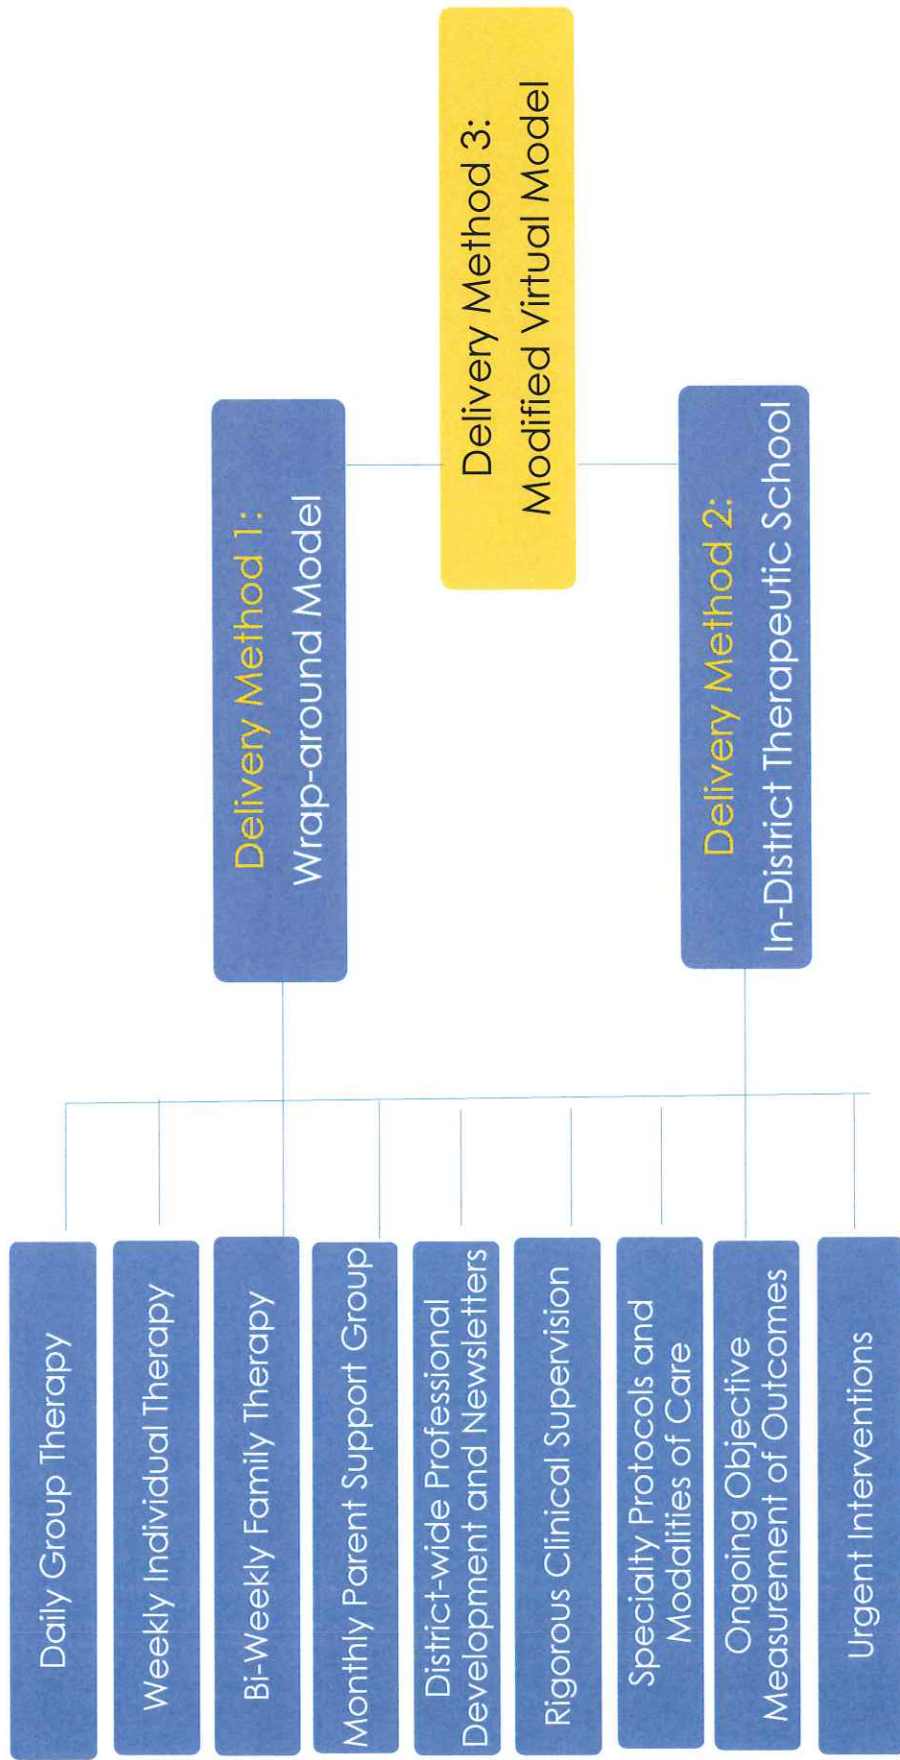 Daily Group Therapy
Weekly Individual Therapy
Bi-Weekly Family Therapy
Monthly Parent Support Group
District-wide Professional
Development and Newsletters
Rigorous Clinical Supervision
Specialty Protocols and
Modalities of Care
Ongoing Objective
Measurement of Outcomes
Urgent Interventions
Delivery Method 1:
Wrap-around Model
Delivery Method 2:
In-District Therapeutic School
Delivery Method 3:
Modified Virtual Model